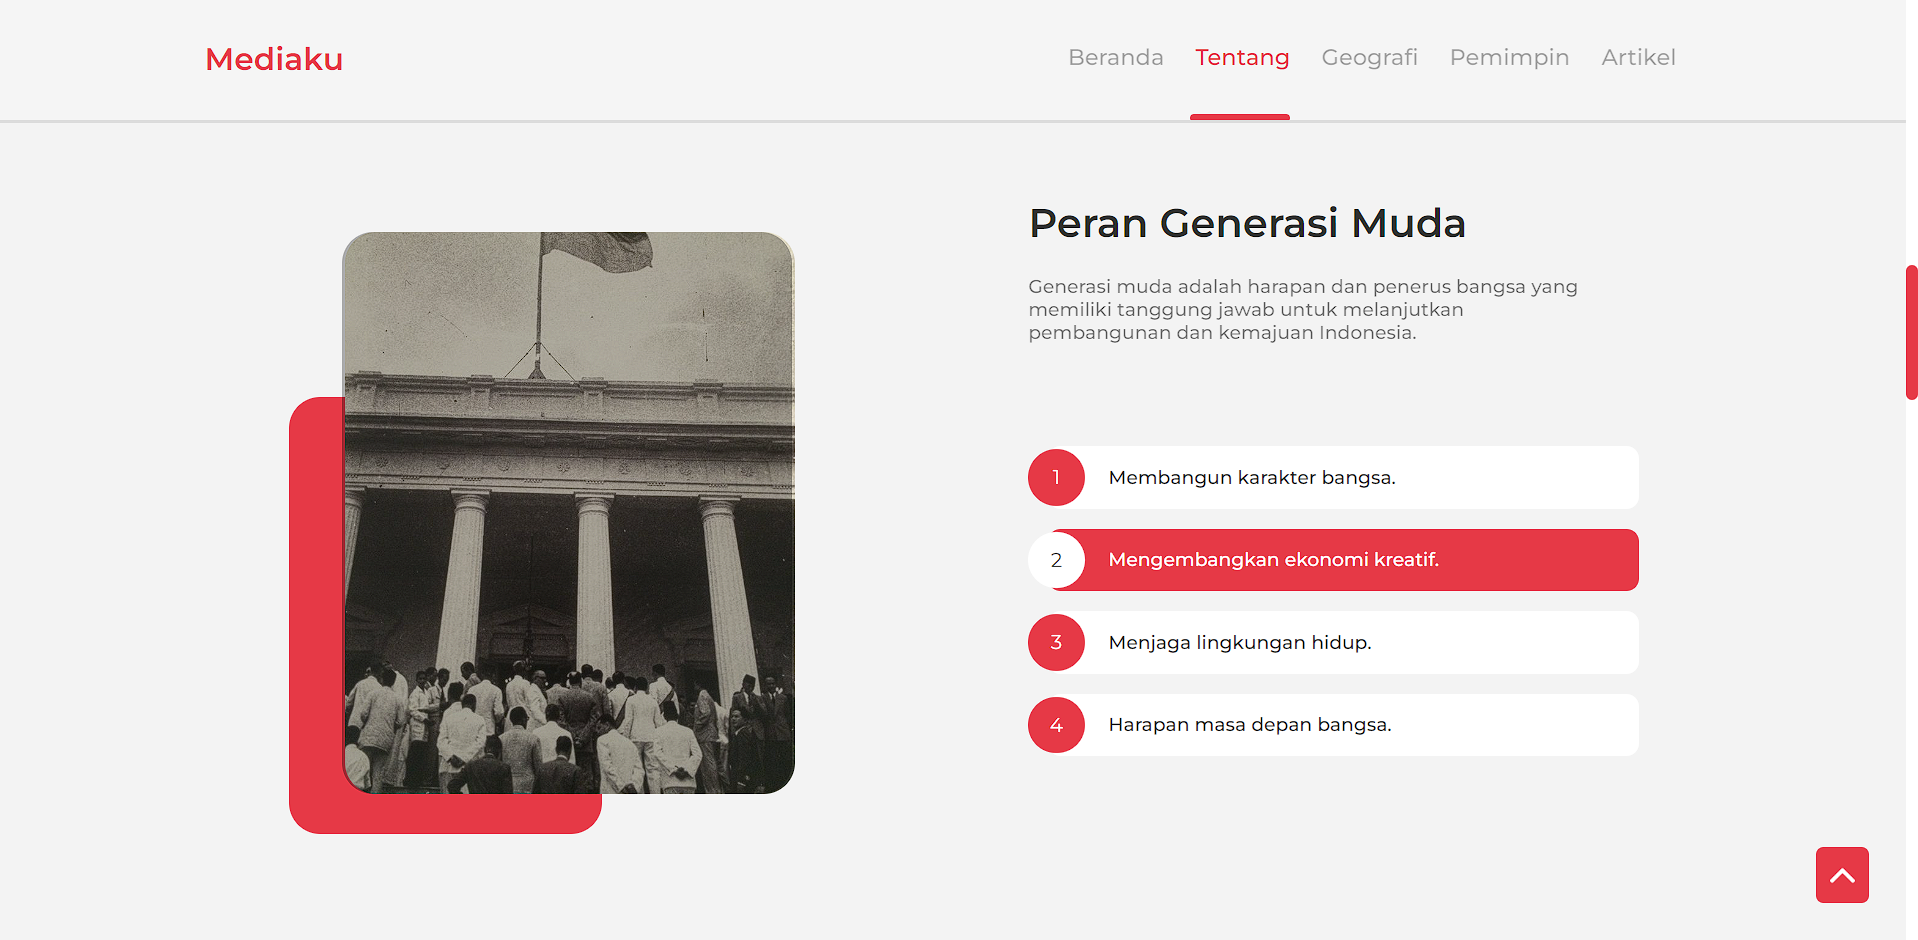 Mediaku
Beranda Tentang Geografi Pemimpin Artikel
Peran Generasi Muda
Generasi muda adalah harapan dan penerus bangsa yang
memiliki tanggung jawab untuk melanjutkan
pembangunan dan kemajuan Indonesia.
1 Membangun karakter bangsa.
2 Mengembangkan ekonomi kreatif.
3 Menjaga lingkungan hidup.
4 Harapan masa depan bangsa.